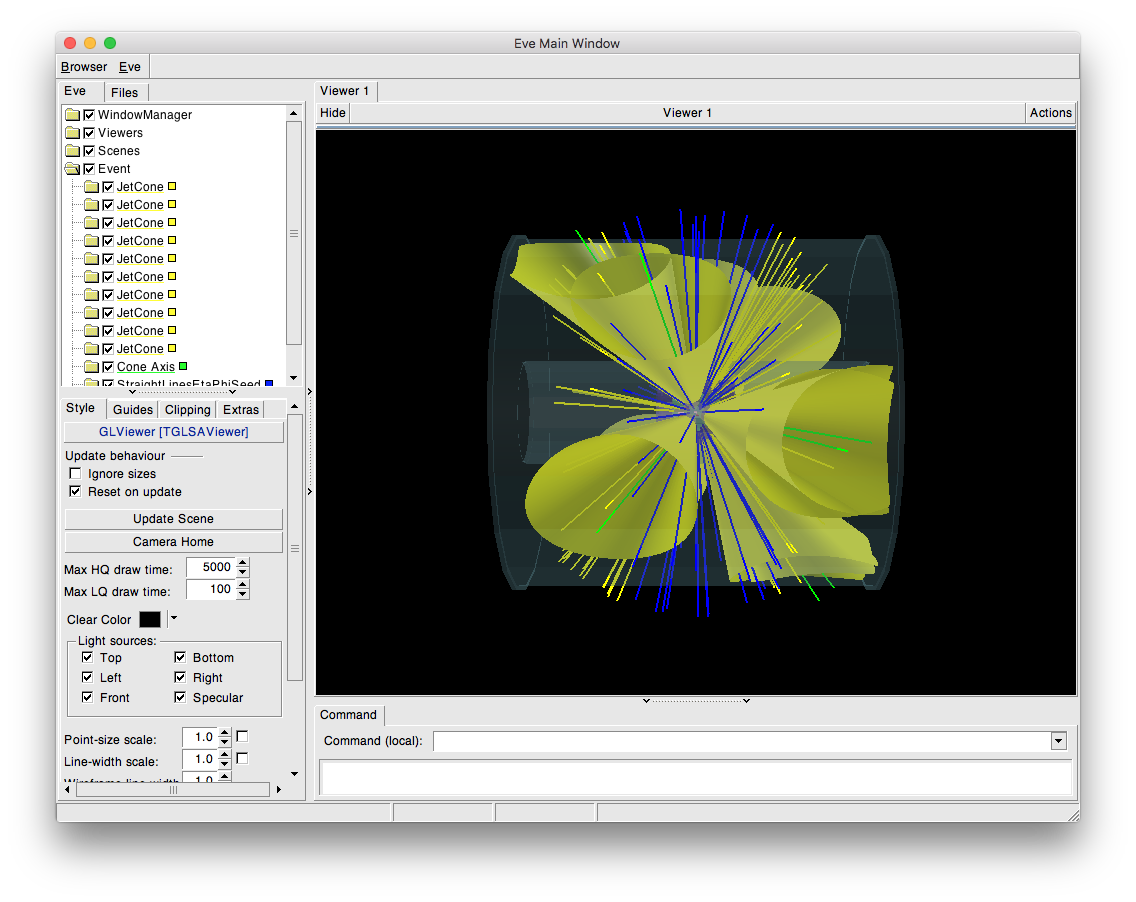 Eve Main Window
Browser Eve
Eve Files
WindowManager
Viewers
Scenes
Event
JetCone
JetCone
JetCone
JetCone
JetCone
JetCone
JetCone
JetCone
JetCone
JetCone
Cone Axis
StraightLinesEtaPhiSeed
Style Guides Clipping Extras
GLViewer [TGLSAViewer]
Update behaviour
Ignore sizes
Reset on update
Update Scene
Camera Home
Max HQ draw time: 5000
Max LQ draw time: 100
Clear Color
Light sources:
Top Bottom
Left Right
Front Specular
Point-size scale: 1.0
Line-width scale: 1.0
Wireframe line-width 1.0
Viewer 1
Hide Viewer 1 Actions
Command
Command (local):